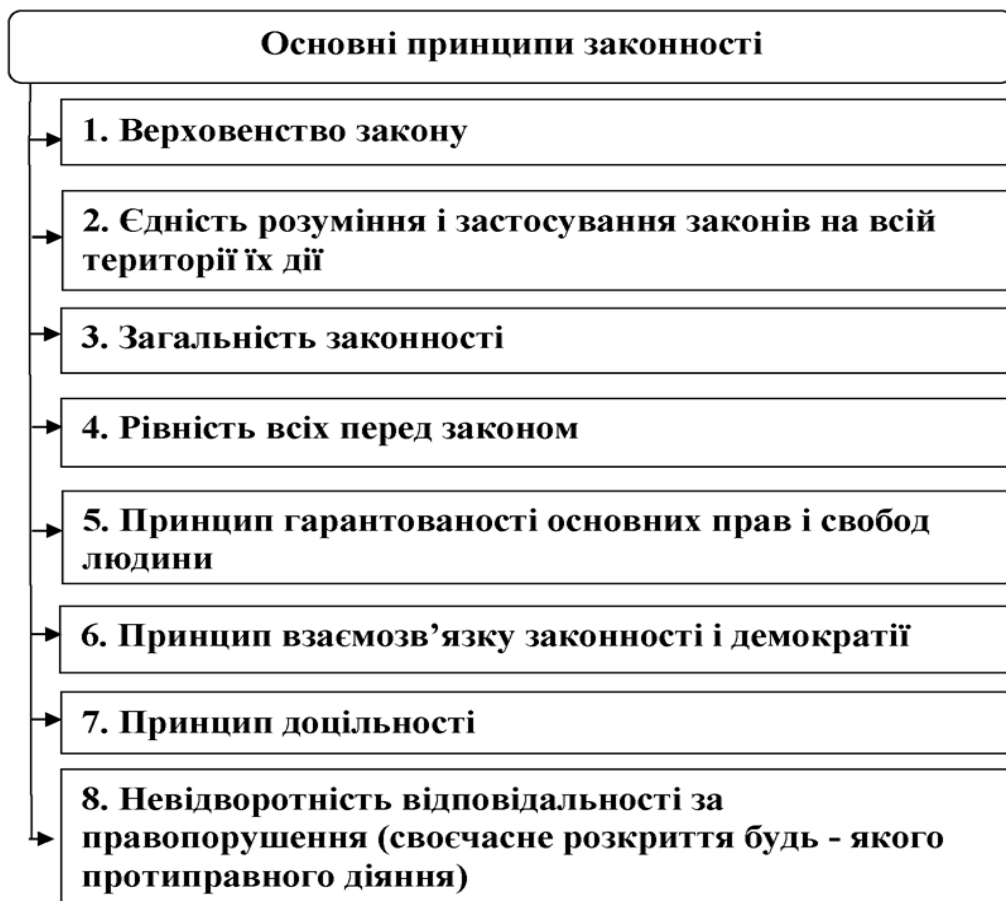 Основні принципи законності
1. Верховенство закону
2. Єдність розуміння і застосування законів на всій
території їх дії
3. Загальність законності
4. Рівність всіх перед законом
5. Принцип гарантованості основних прав і свобод
людини
6. Принцип взаємозв’язку законності і демократії
7. Принцип доцільності
8. Невідворотність відповідальності за
правопорушення (своєчасне розкриття будь - якого
протиправного діяння)